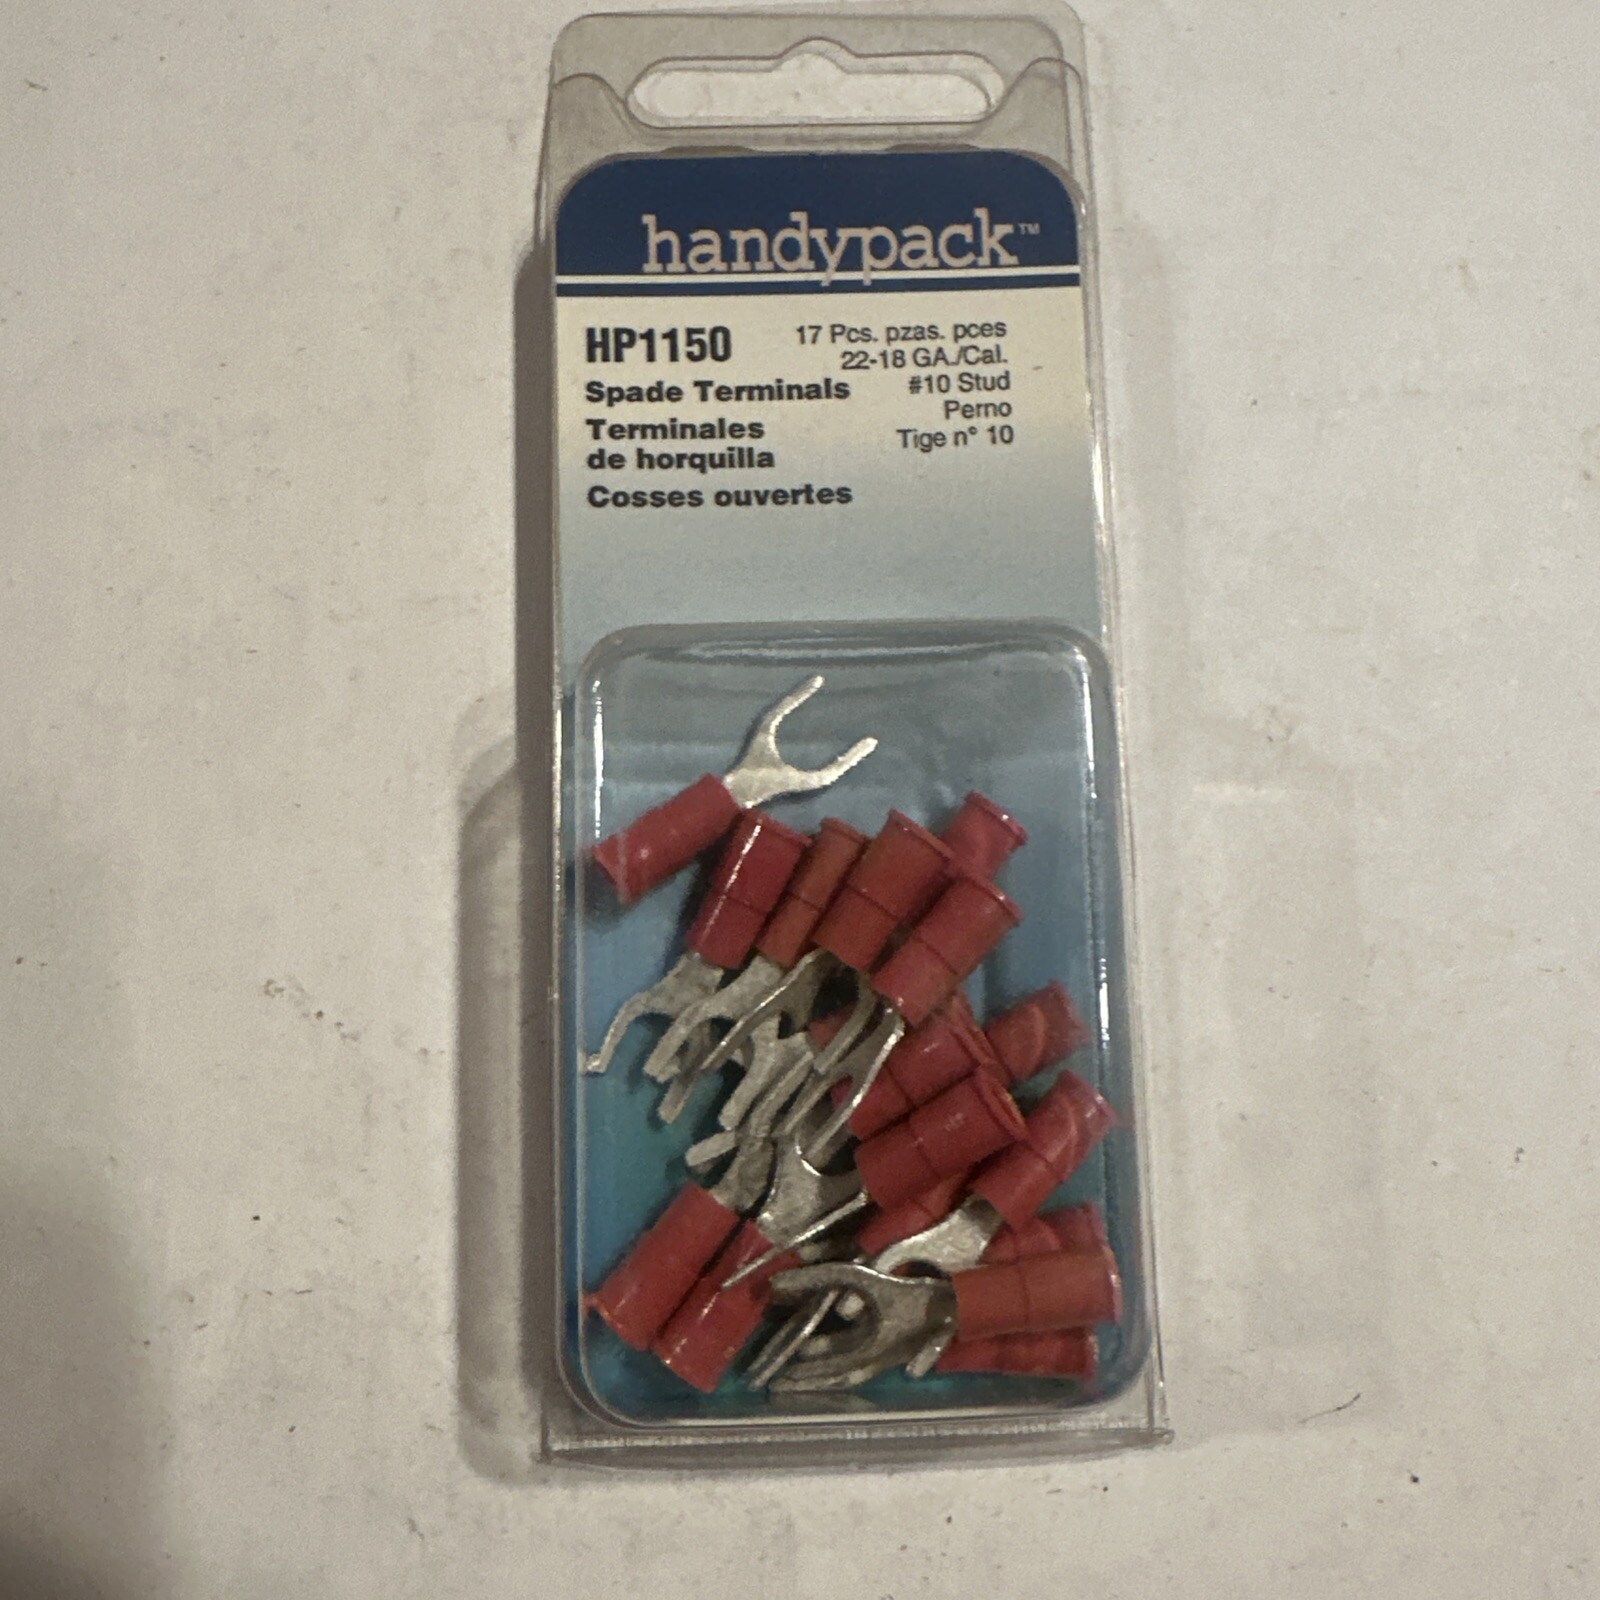 handypack™
HP1150
Spade Terminals
Terminales
de horquilla
Cosses ouvertes
17 Pcs. pzas. pces
22-18 GA./Cal.
#10 Stud
Perno
Tige n° 10